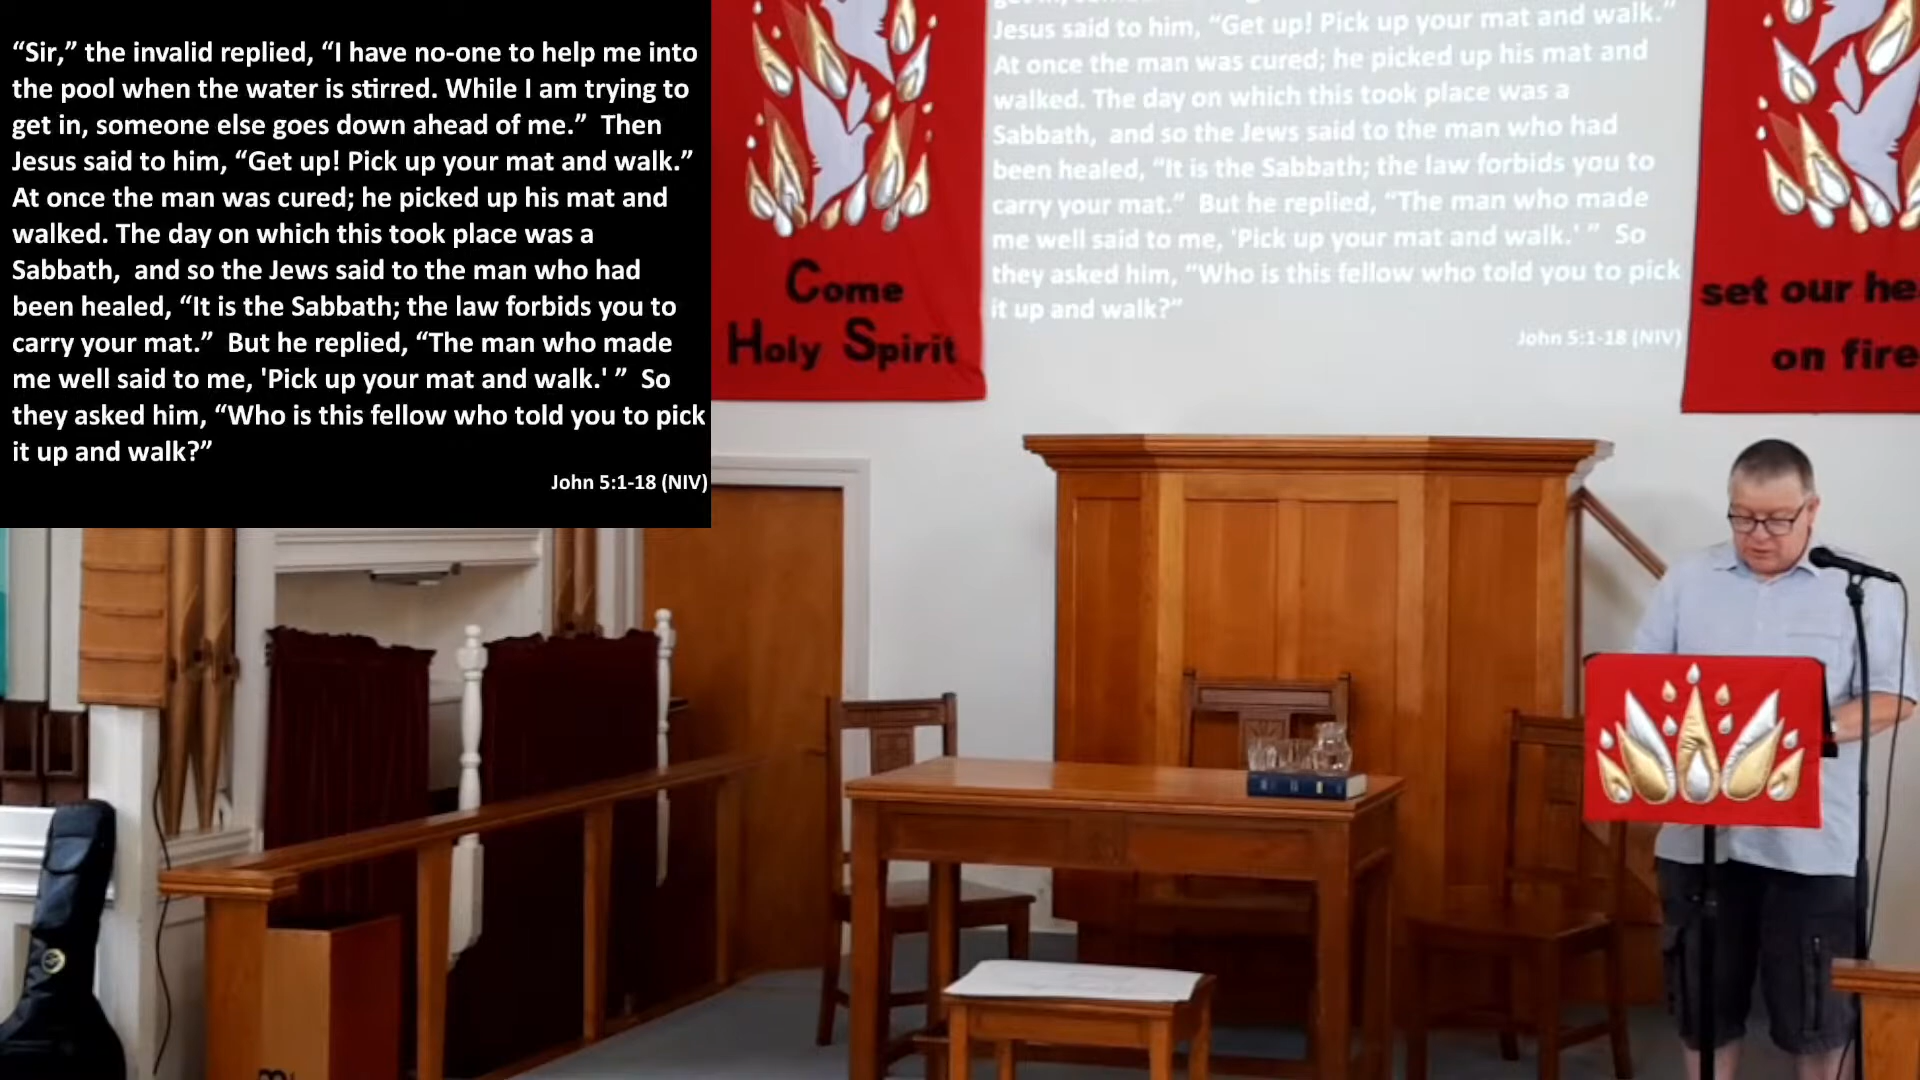 “Sir,” the invalid replied, “I have no-one to help me into
the pool when the water is stirred. While I am trying to
get in, someone else goes down ahead of me.”  Then
Jesus said to him, “Get up! Pick up your mat and walk.”
At once the man was cured; he picked up his mat and
walked. The day on which this took place was a
Sabbath,  and so the Jews said to the man who had
been healed, “It is the Sabbath; the law forbids you to
carry your mat.”  But he replied, “The man who made
me well said to me, 'Pick up your mat and walk.' ”  So
they asked him, “Who is this fellow who told you to pick
it up and walk?”
John 5:1-18 (NIV)
Come
Holy Spirit
Jesus said to him, “Get up! Pick up your mat and walk.”
At once the man was cured; he picked up his mat and
walked. The day on which this took place was a
Sabbath,  and so the Jews said to the man who had
been healed, “It is the Sabbath; the law forbids you to
carry your mat.”  But he replied, “The man who made
me well said to me, 'Pick up your mat and walk.' ”  So
they asked him, “Who is this fellow who told you to pick
it up and walk?”
John 5:1-18 (NIV)
set our he
on fire